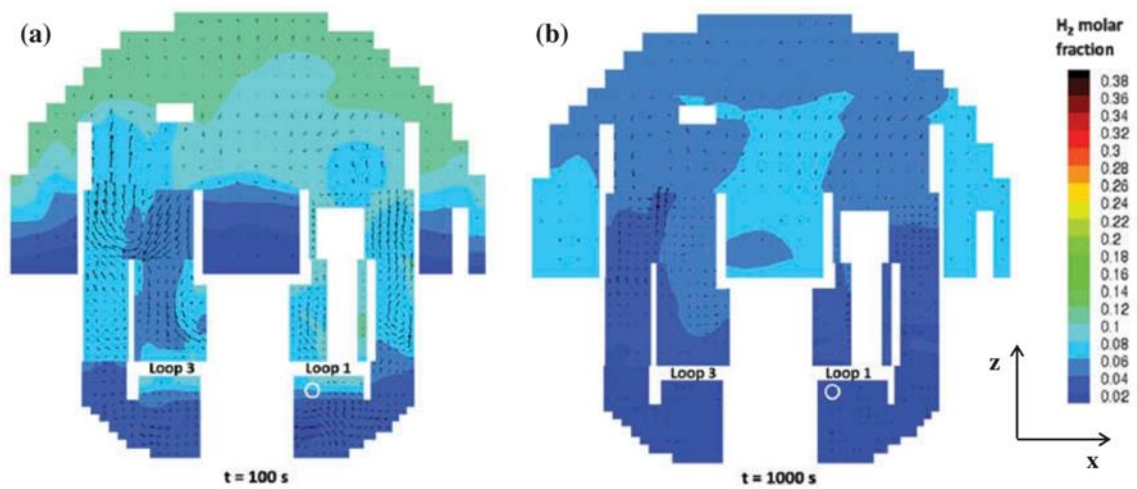 (a)
(b)
H₂ molar
fraction
0.38
0.36
0.34
0.32
0.3
0.28
0.26
0.24
0.22
0.2
0.18
0.16
0.14
0.12
0.1
0.08
0.06
0.04
0.02
Loop 3
Loop 1
Loop 3
Loop 1
z
x
t = 100 s
t = 1000 s